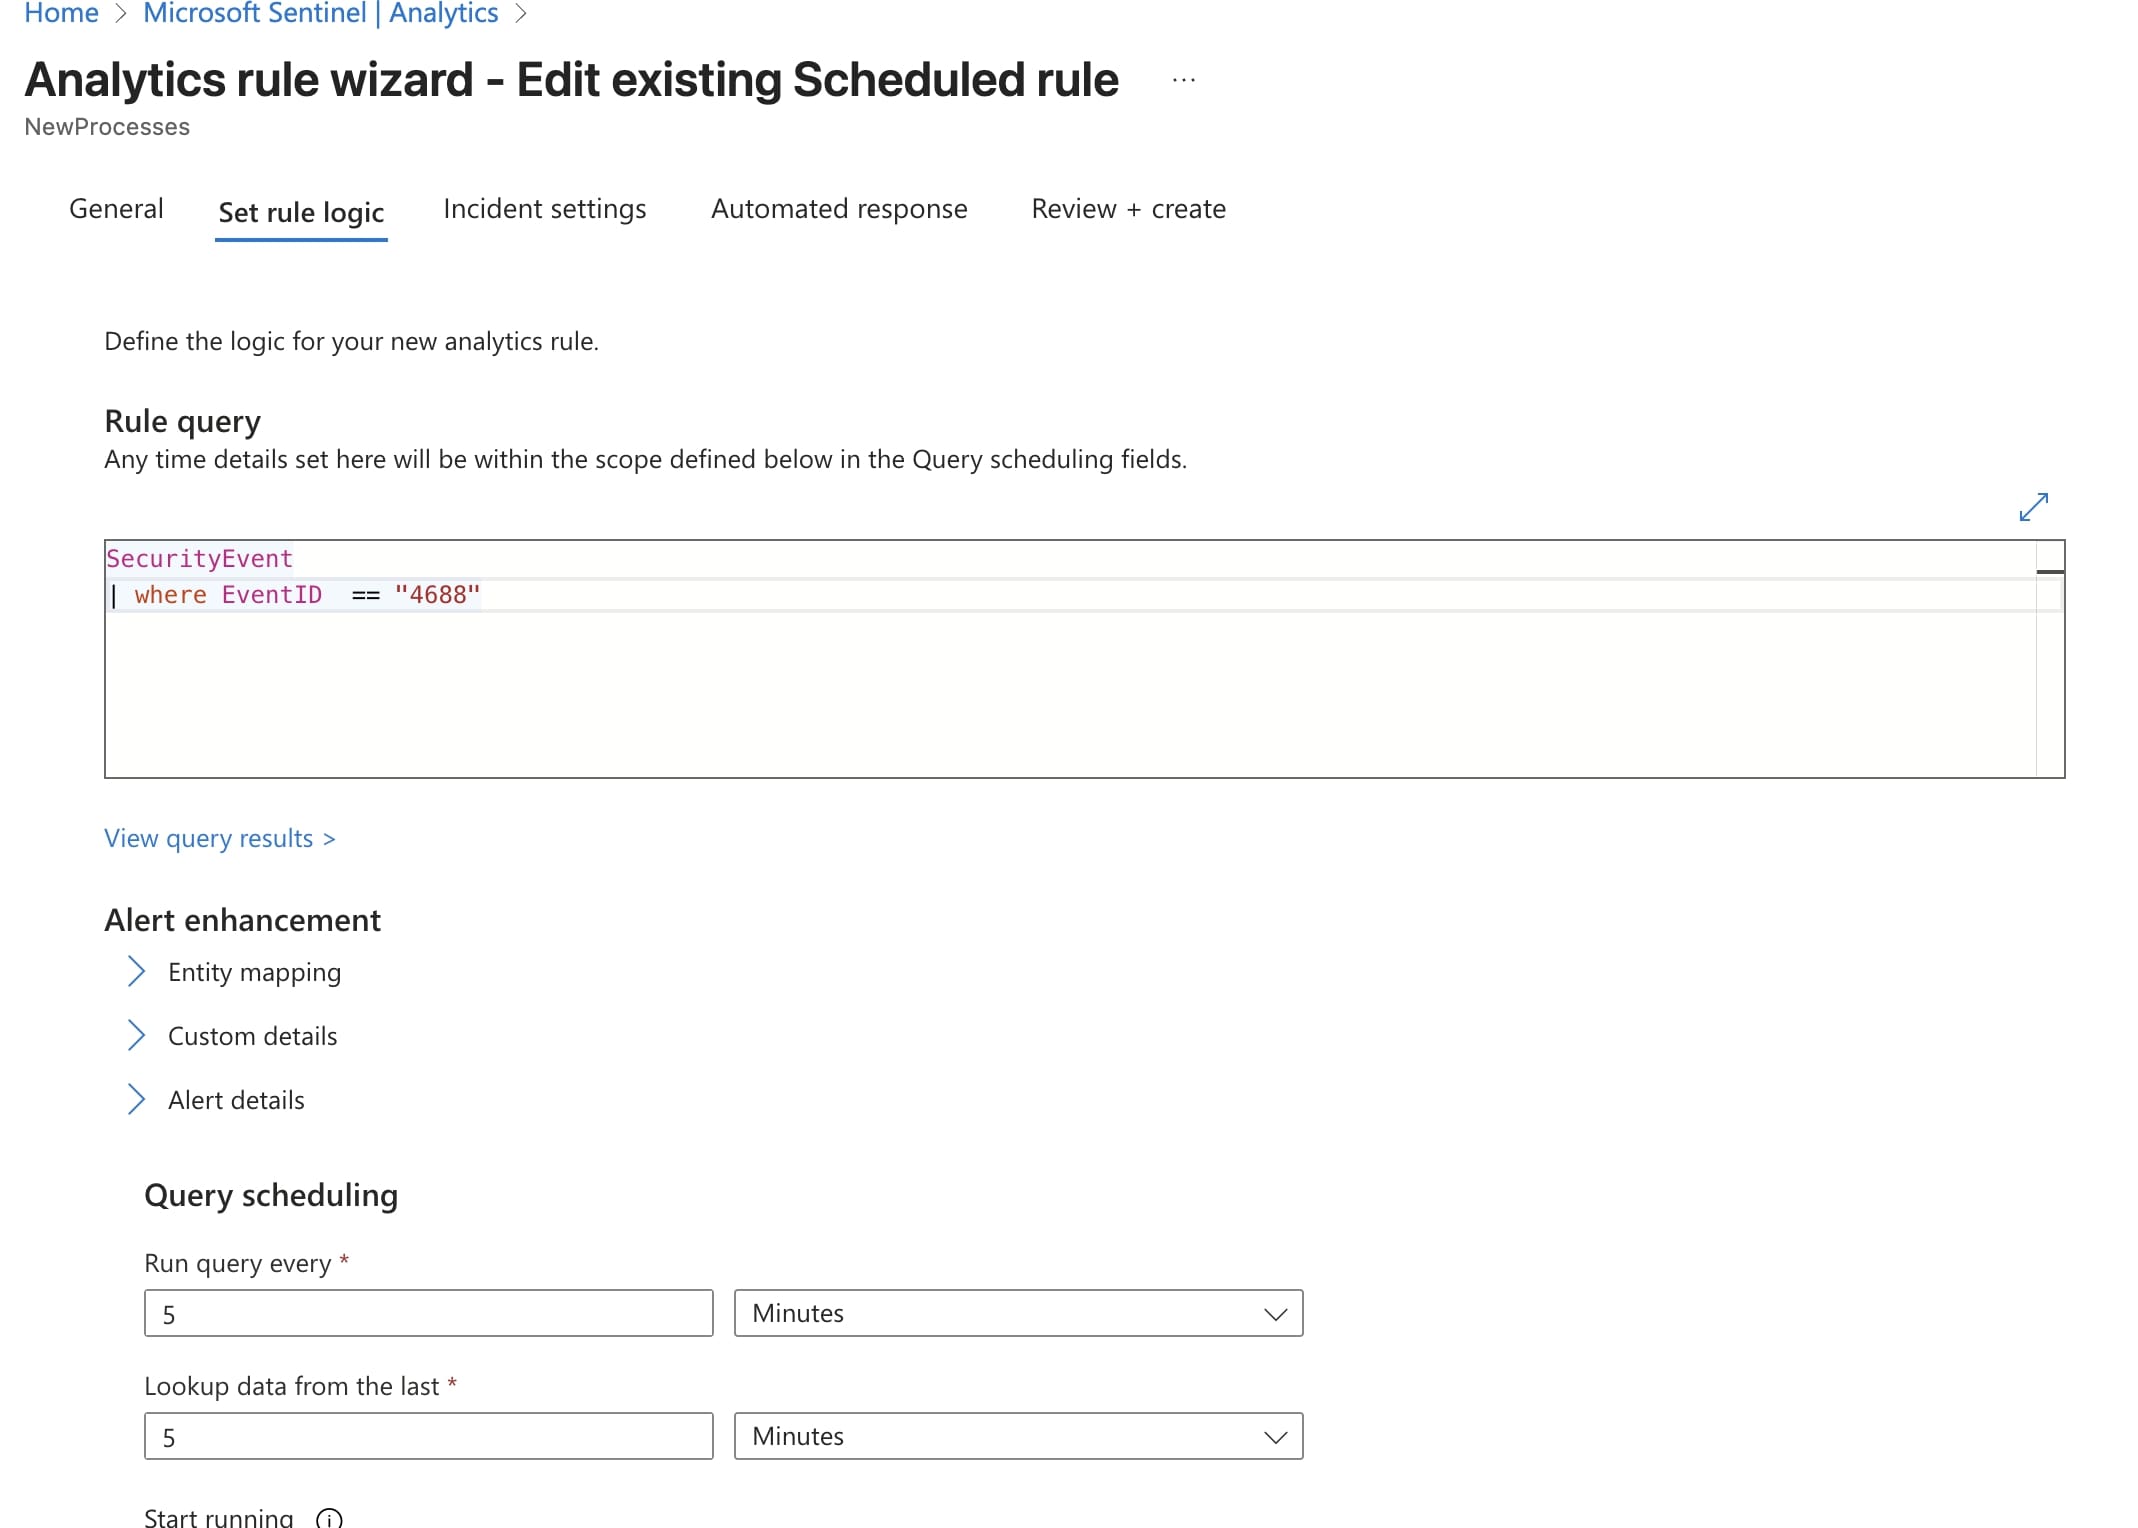 Home > Microsoft Sentinel | Analytics >
Analytics rule wizard - Edit existing Scheduled rule ...
NewProcesses
General Set rule logic Incident settings Automated response Review + create
Define the logic for your new analytics rule.
Rule query
Any time details set here will be within the scope defined below in the Query scheduling fields.
SecurityEvent
| where EventID  == "4688"
View query results >
Alert enhancement
Entity mapping
Custom details
Alert details
Query scheduling
Run query every *
5 Minutes
Lookup data from the last *
5 Minutes
Start running